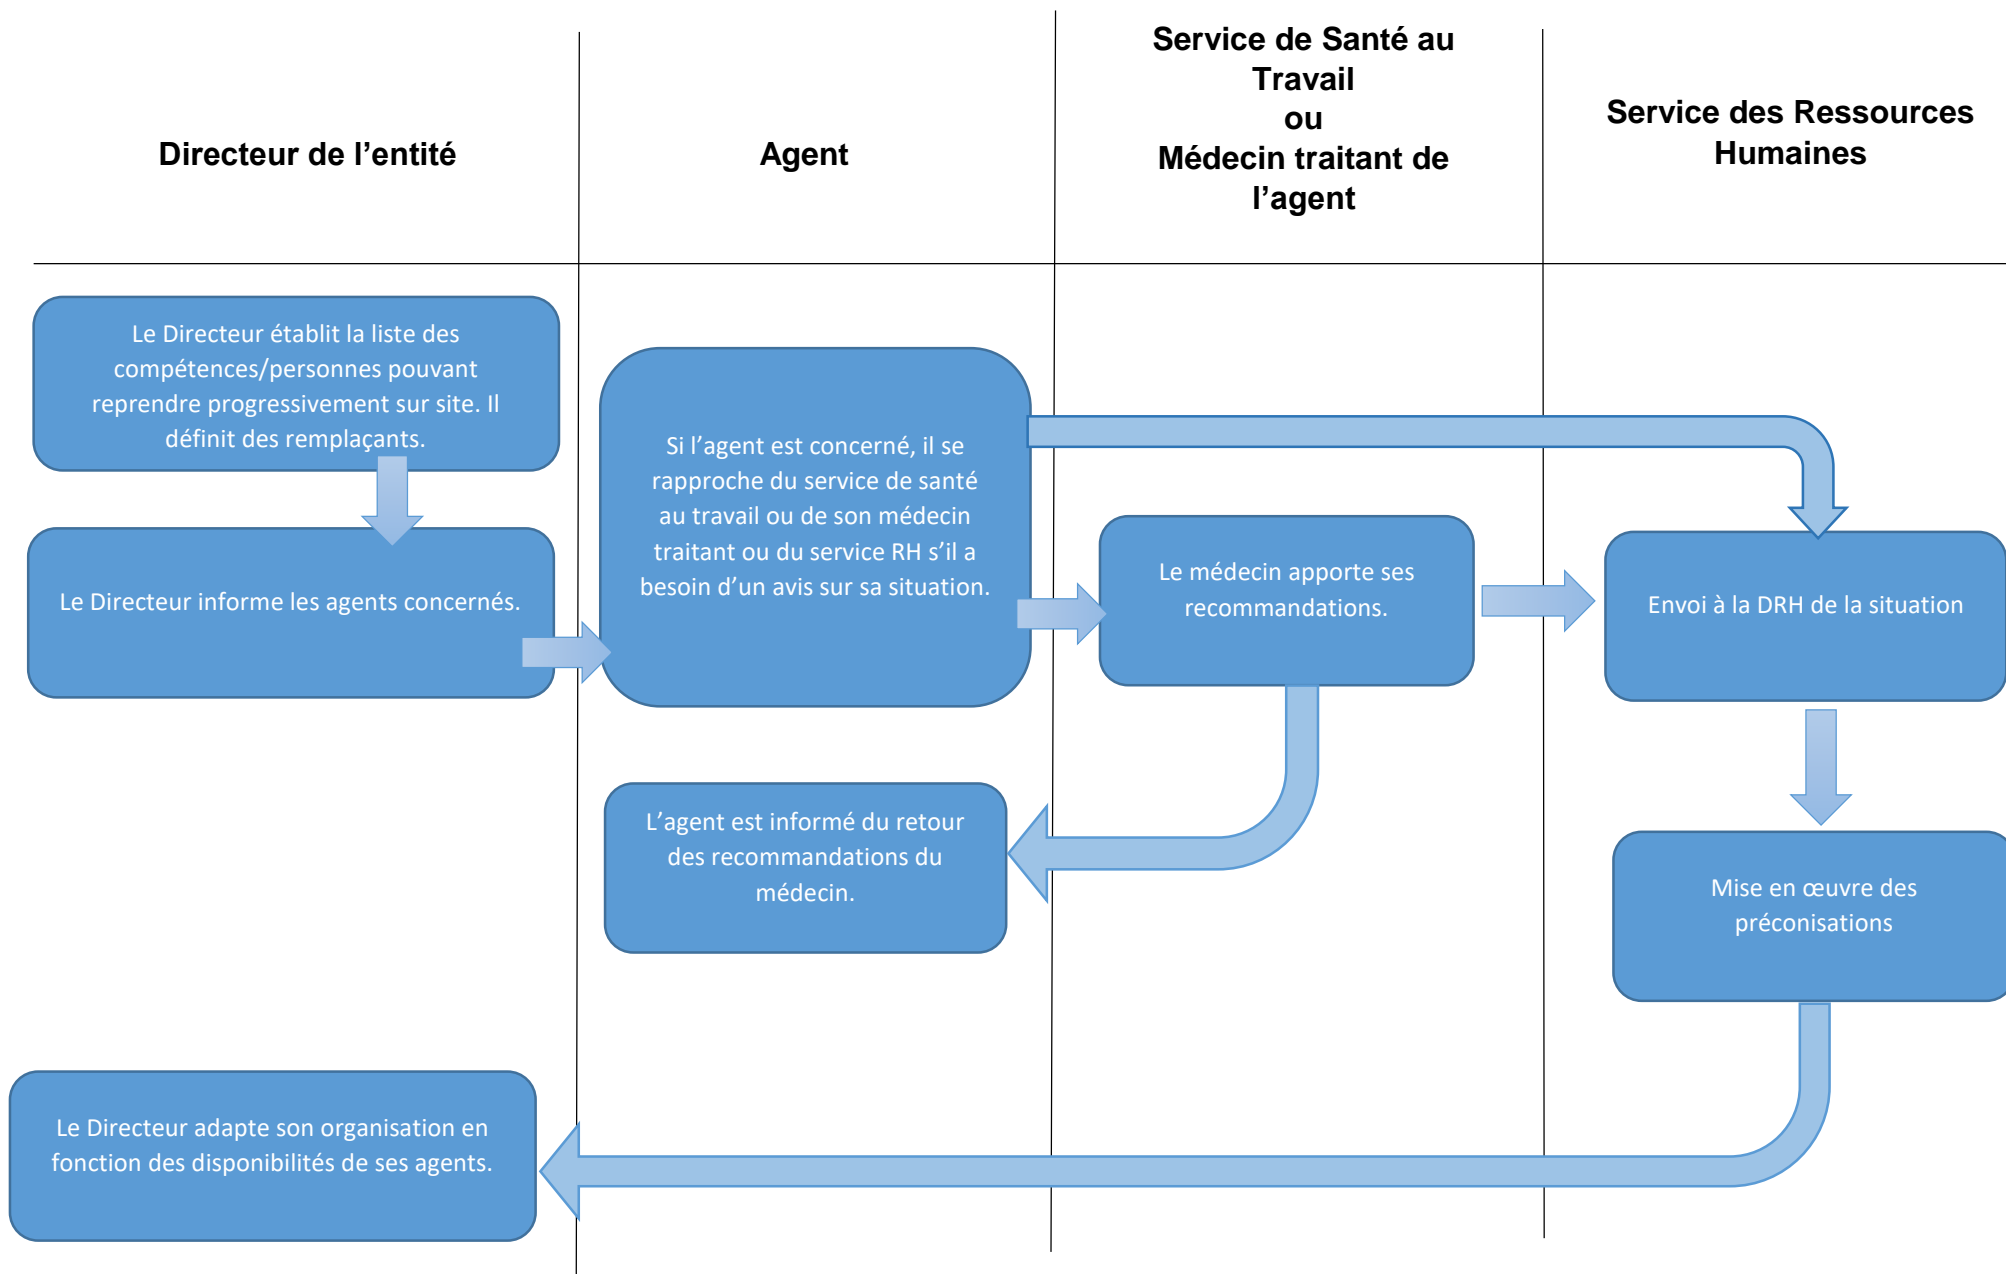 Directeur de l’entité
Agent
Service de Santé au
Travail
ou
Médecin traitant de
l’agent
Service des Ressources
Humaines
Le Directeur établit la liste des
compétences/personnes pouvant
reprendre progressivement sur site. Il
définit des remplaçants.
Le Directeur informe les agents concernés.
Si l’agent est concerné, il se
rapproche du service de santé
au travail ou de son médecin
traitant ou du service RH s’il a
besoin d’un avis sur sa situation.
Le médecin apporte ses
recommandations.
Envoi à la DRH de la situation
L’agent est informé du retour
des recommandations du
médecin.
Mise en œuvre des
préconisations
Le Directeur adapte son organisation en
fonction des disponibilités de ses agents.